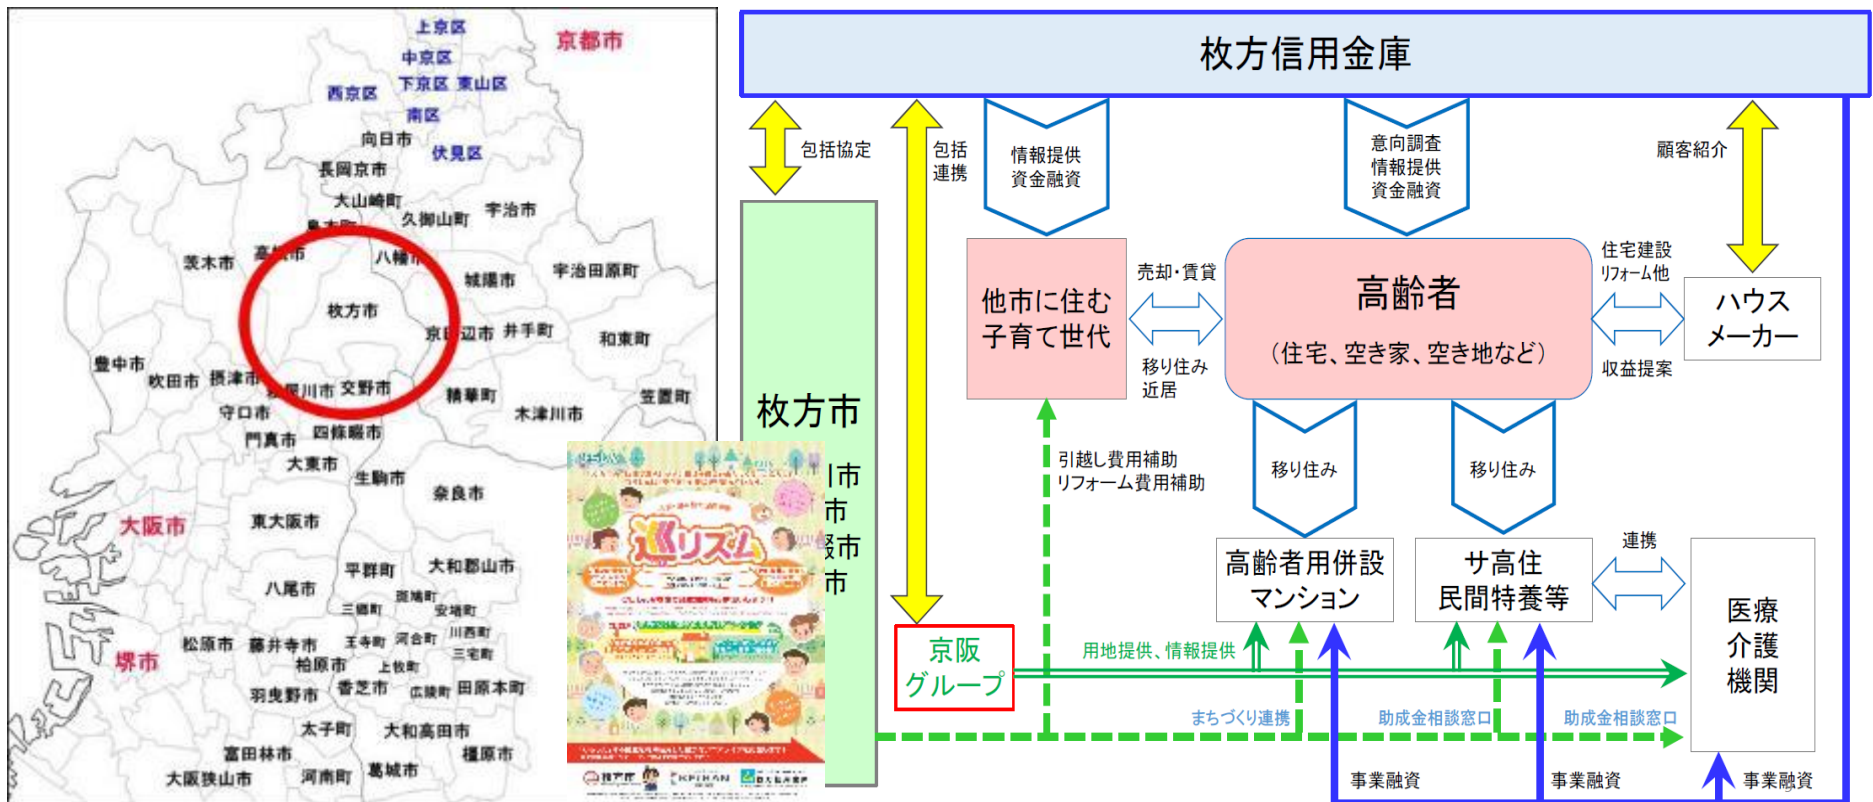 上京区
京都市
中京区
下京区 東山区
西京区
南区
向日市
伏見区
長岡京市
大山崎町
久御山町
宇治市
茨木市
八幡市
城陽市
宇治田原町
枚方市
井手町
和東町
豊中市
吹田市
摂津市
交野市
精華町
木津川市
笠置町
守口市
門真市
四條畷市
大東市
生駒市
奈良市
大阪市
東大阪市
八尾市
平群町
大和郡山市
斑鳩町
三郷町
安堵町
川西町
堺市
松原市
藤井寺市
王寺町
河合町
三宅町
柏原市
上牧町
羽曳野市
香芝市
広陵町
田原本町
太子町
大和高田市
富田林市
橿原市
大阪狭山市
河南町
葛城市
巡リズム
枚方市
KEIHAN
枚方信用金庫
包括協定
包括
連携
情報提供
資金融資
意向調査
情報提供
資金融資
顧客紹介
他市に住む
子育て世代
売却・賃貸
移り住み
近居
高齢者
（住宅、空き家、空き地など）
住宅建設
リフォーム他
収益提案
ハウス
メーカー
枚方市
川市
市
畷市
市
引越し費用補助
リフォーム費用補助
移り住み
移り住み
高齢者用併設
マンション
サ高住
民間特養等
連携
医療
介護
機関
京阪
グループ
用地提供、情報提供
まちづくり連携
助成金相談窓口
助成金相談窓口
事業融資
事業融資
事業融資